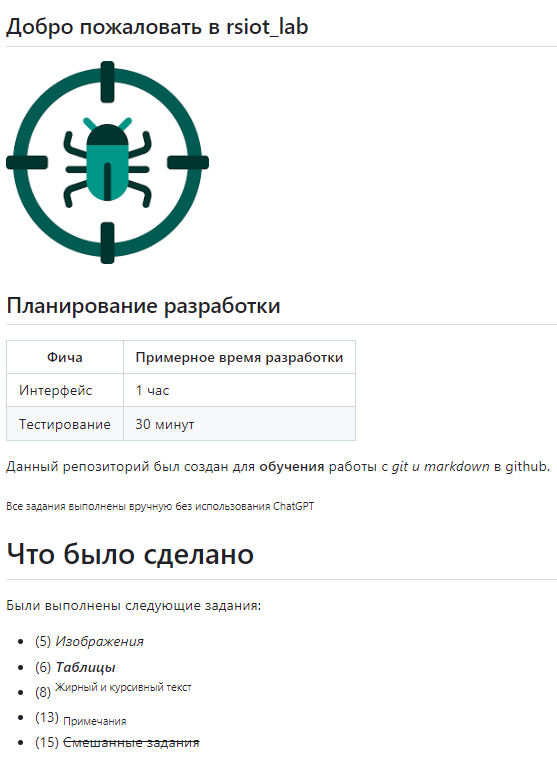 Добро пожаловать в rsiot_lab
Планирование разработки
Фича Примерное время разработки
Интерфейс 1 час
Тестирование 30 минут
Данный репозиторий был создан для обучения работы с git и markdown в github.
Все задания выполнены вручную без использования ChatGPT
Что было сделано
Были выполнены следующие задания:
• (5) Изображения
• (6) Таблицы
• (8) Жирный и курсивный текст
• (13) Примечания
• (15) Смешанные задания